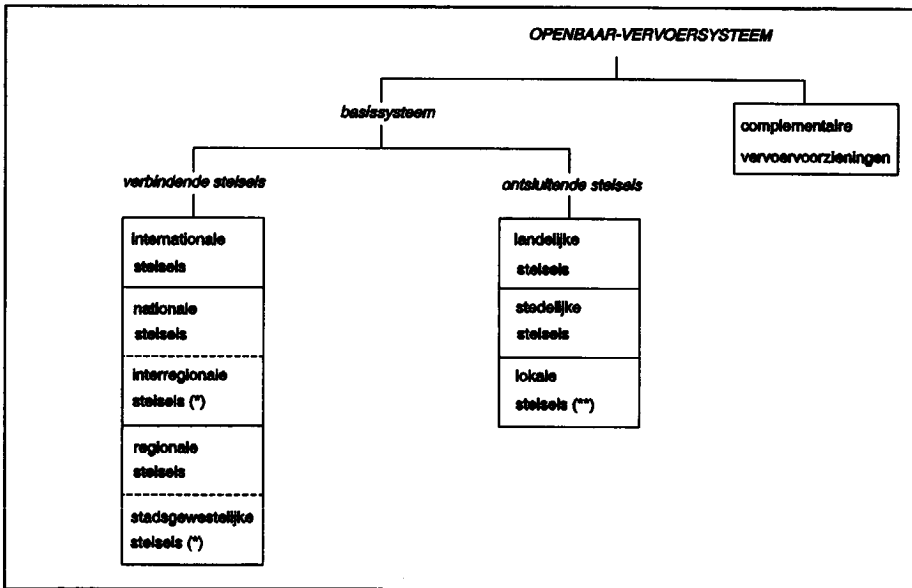 OPENBAAR-VERVOERSYSTEEM
basissysteem
complementaire
vervoervoorzieningen
verbindende stelsels
ontsluitende stelsels
internationale
stelsels
nationale
stelsels
interregionale
stelsels (*)
regionale
stelsels
stadsgewestelijke
stelsels (*)
landelijke
stelsels
stedelijke
stelsels
lokale
stelsels (**)